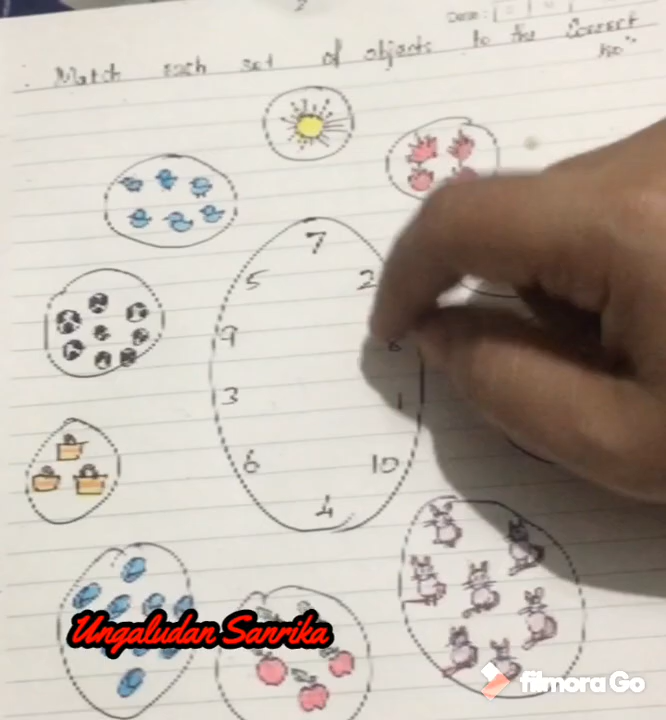 Date:
Match each set of objects to the Correct
No:
7
5 2
9 8
3 1
6 10
4
Ungaludan Sanrika
filmora Go